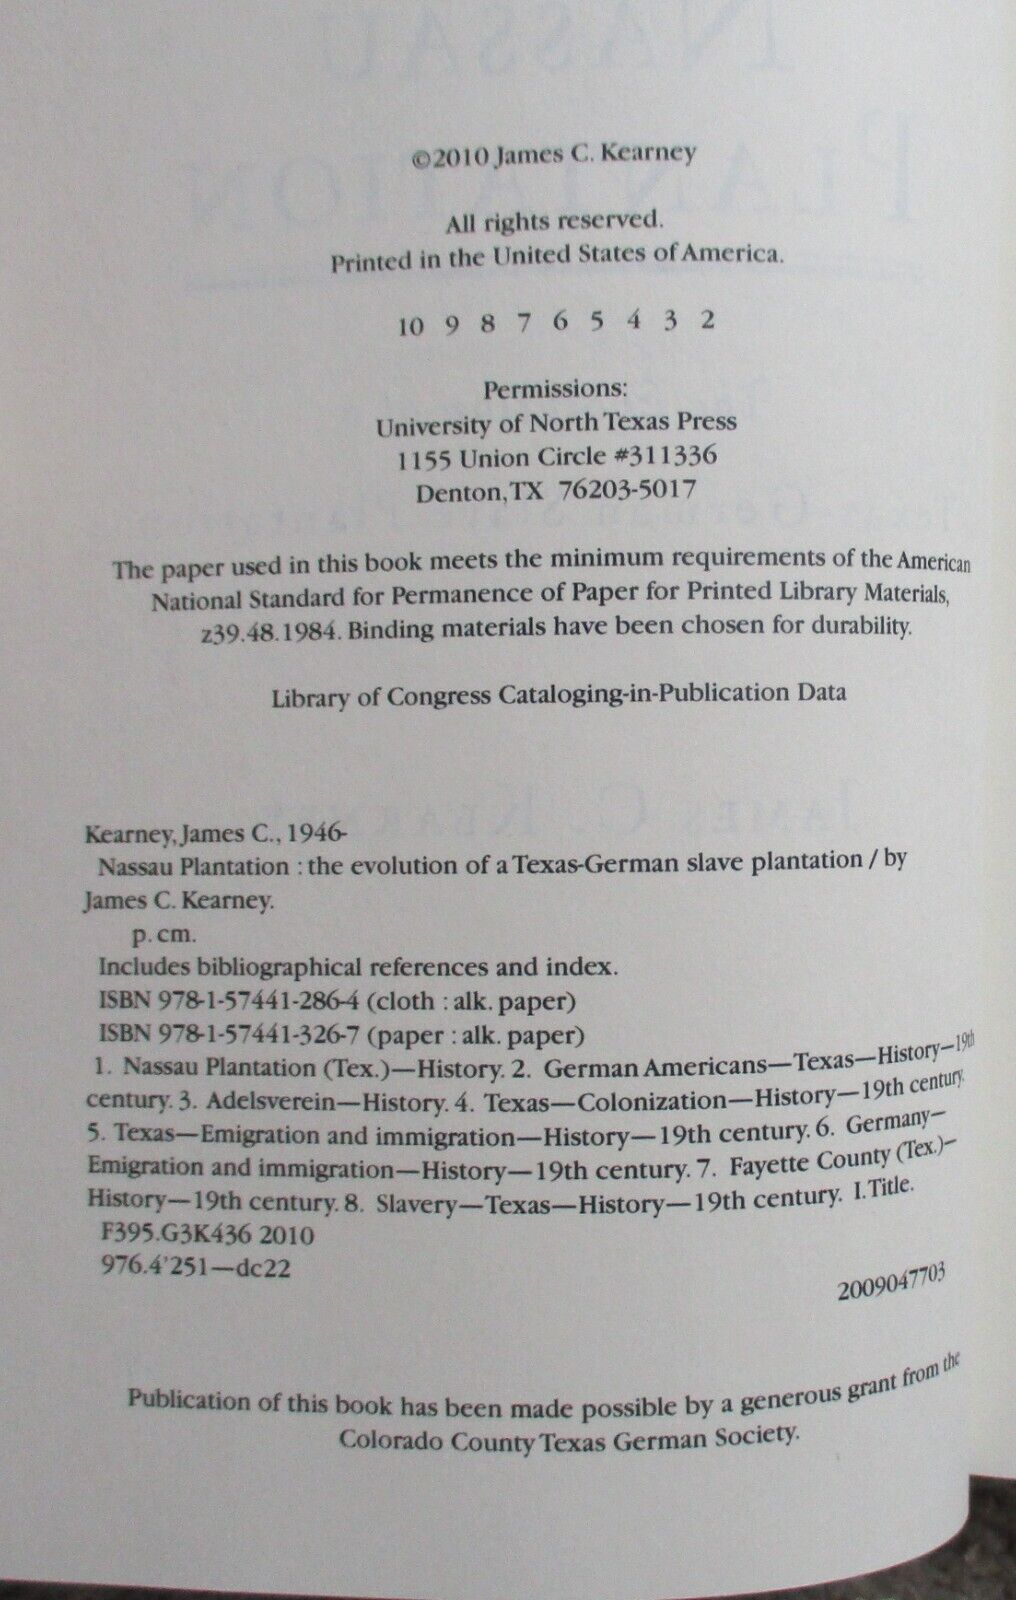 ©2010 James C. Kearney
All rights reserved.
Printed in the United States of America.
10 9 8 7 6 5 4 3 2
Permissions:
University of North Texas Press
1155 Union Circle #311336
Denton, TX 76203-5017
The paper used in this book meets the minimum requirements of the American
National Standard for Permanence of Paper for Printed Library Materials,
z39.48.1984. Binding materials have been chosen for durability.
Library of Congress Cataloging-in-Publication Data
Kearney, James C., 1946-
Nassau Plantation : the evolution of a Texas-German slave plantation / by
James C. Kearney.
p. cm.
Includes bibliographical references and index.
ISBN 978-1-57441-286-4 (cloth : alk. paper)
ISBN 978-1-57441-326-7 (paper : alk. paper)
1. Nassau Plantation (Tex.)—History. 2. German Americans—Texas—History—19th
century. 3. Adelsverein—History. 4. Texas—Colonization—History—19th century.
5. Texas—Emigration and immigration—History—19th century. 6. Germany—
Emigration and immigration—History—19th century. 7. Fayette County (Tex.)—
History—19th century. 8. Slavery—Texas—History—19th century. I. Title.
F395.G3K436 2010
976.4'251—dc22
2009047703
Publication of this book has been made possible by a generous grant from the
Colorado County Texas German Society.